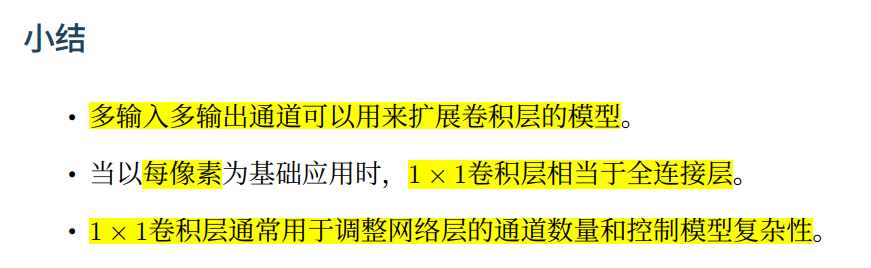 小结
• 多输入多输出通道可以用来扩展卷积层的模型。
• 当以每像素为基础应用时，1 × 1卷积层相当于全连接层。
• 1 × 1卷积层通常用于调整网络层的通道数量和控制模型复杂性。